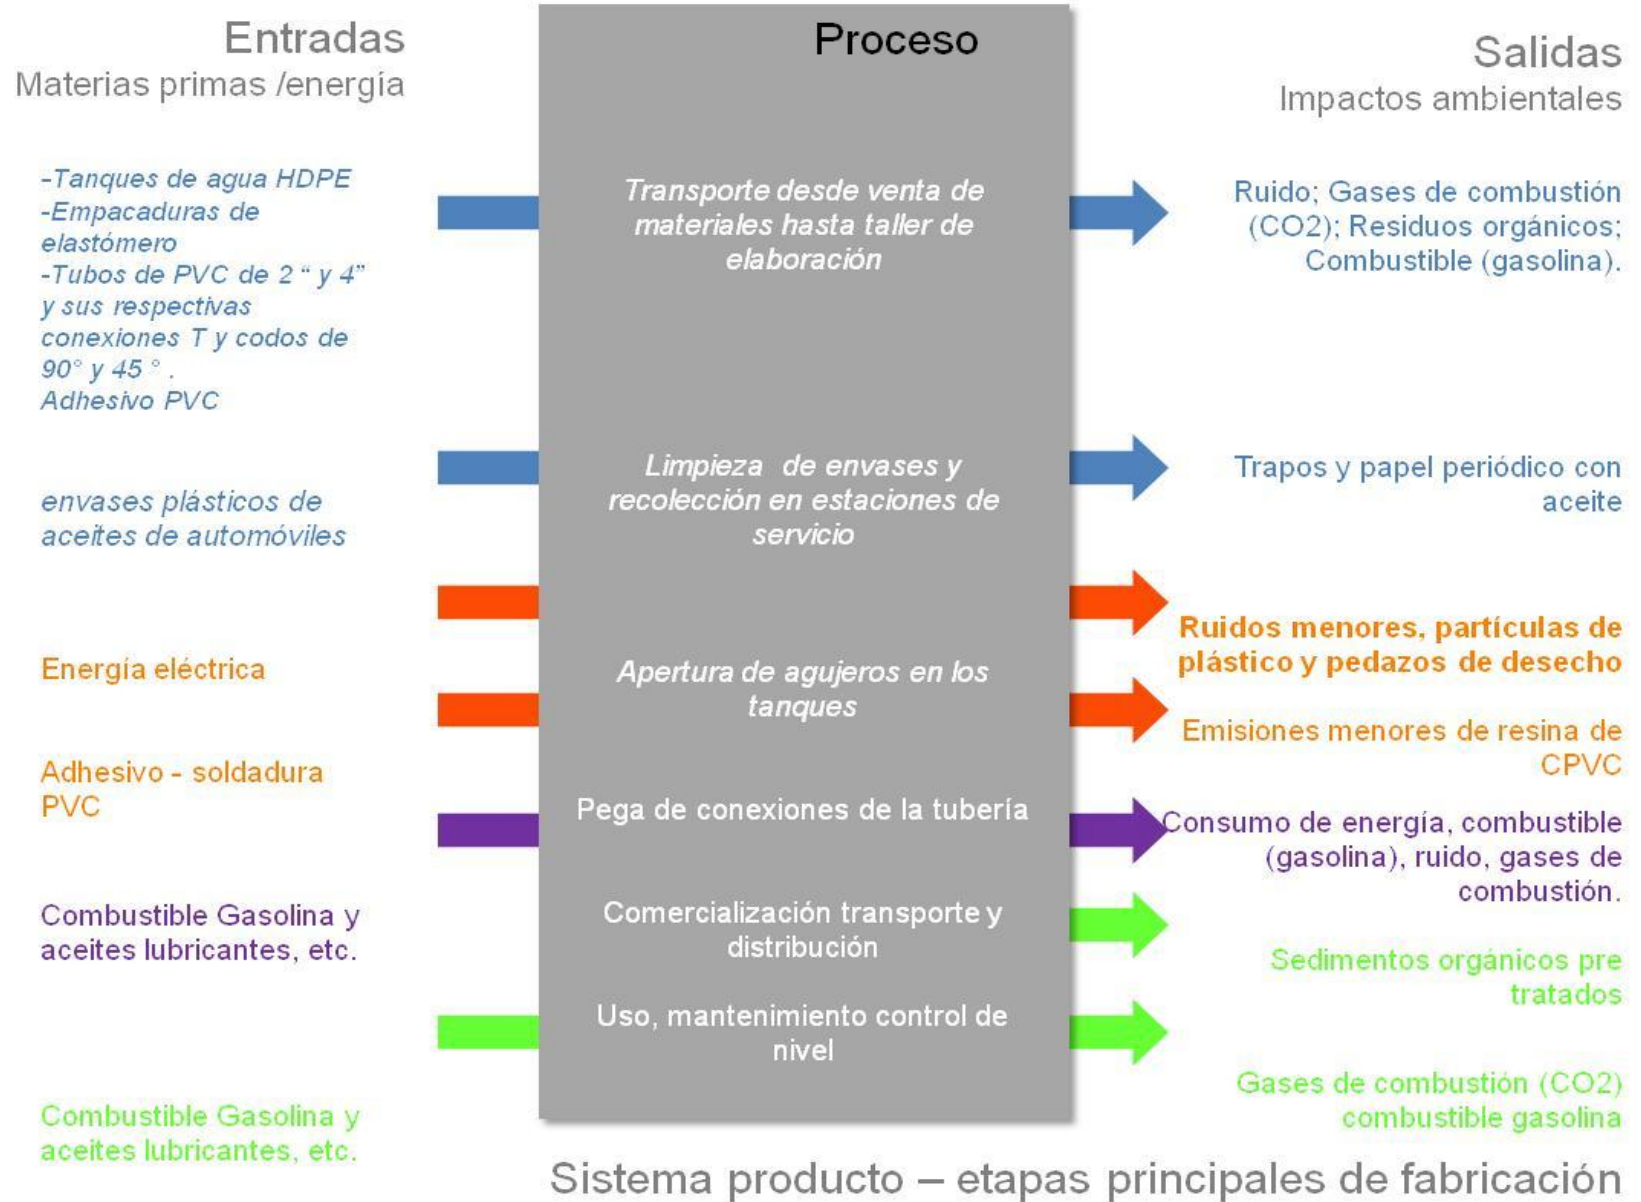 Entradas
Materias primas /energía
-Tanques de agua HDPE
-Empacaduras de
elastómero
-Tubos de PVC de 2 “ y 4”
y sus respectivas
conexiones T y codos de
90° y 45 ° .
Adhesivo PVC
envases plásticos de
aceites de automóviles
Energía eléctrica
Adhesivo - soldadura
PVC
Combustible Gasolina y
aceites lubricantes, etc.
Combustible Gasolina y
aceites lubricantes, etc.
Proceso
Transporte desde venta de
materiales hasta taller de
elaboración
Limpieza de envases y
recolección en estaciones de
servicio
Apertura de agujeros en los
tanques
Pega de conexiones de la tubería
Comercialización transporte y
distribución
Uso, mantenimiento control de
nivel
Salidas
Impactos ambientales
Ruido; Gases de combustión
(CO2); Residuos orgánicos;
Combustible (gasolina).
Trapos y papel periódico con
aceite
Ruidos menores, partículas de
plástico y pedazos de desecho
Emisiones menores de resina de
CPVC
Consumo de energía, combustible
(gasolina), ruido, gases de
combustión.
Sedimentos orgánicos pre
tratados
Gases de combustión (CO2)
combustible gasolina
Sistema producto – etapas principales de fabricación